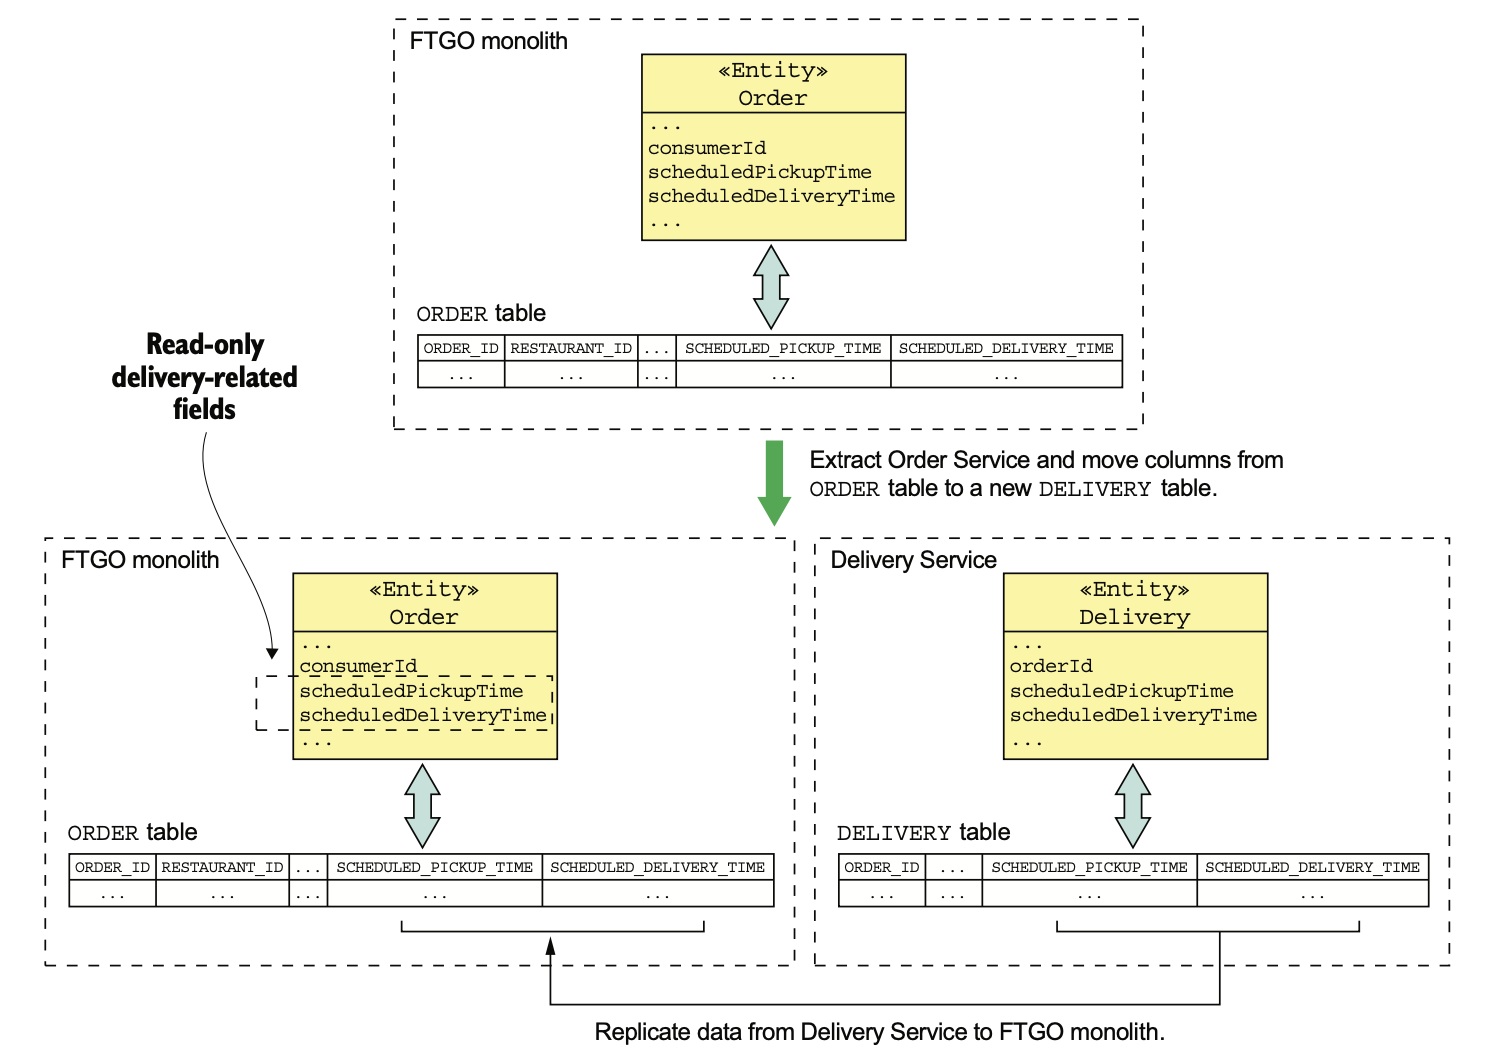 FTGO monolith
«Entity»
Order
...
consumerId
scheduledPickupTime
scheduledDeliveryTime
...
ORDER table
ORDER_ID RESTAURANT_ID ... SCHEDULED_PICKUP_TIME SCHEDULED_DELIVERY_TIME
... ... ... ... ...
Read-only
delivery-related
fields
Extract Order Service and move columns from
ORDER table to a new DELIVERY table.
FTGO monolith
«Entity»
Order
...
consumerId
scheduledPickupTime
scheduledDeliveryTime
...
ORDER table
ORDER_ID RESTAURANT_ID ... SCHEDULED_PICKUP_TIME SCHEDULED_DELIVERY_TIME
... ... ... ... ...
Delivery Service
«Entity»
Delivery
...
orderId
scheduledPickupTime
scheduledDeliveryTime
...
DELIVERY table
ORDER_ID ... SCHEDULED_PICKUP_TIME SCHEDULED_DELIVERY_TIME
... ... ... ...
Replicate data from Delivery Service to FTGO monolith.